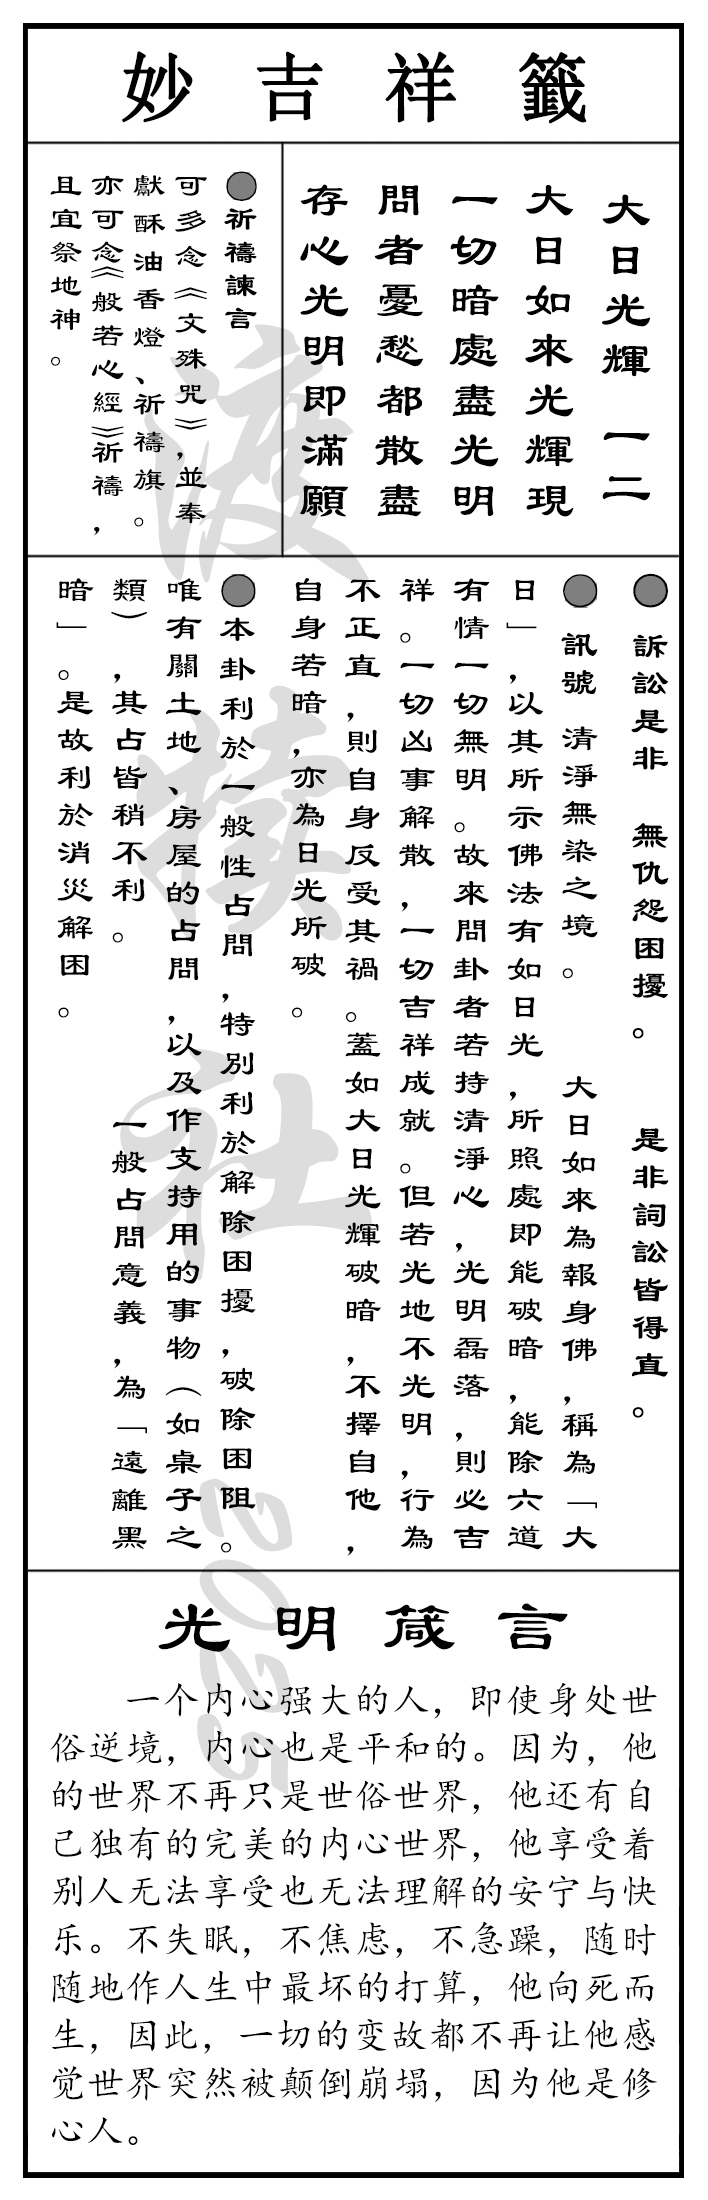 妙吉祥籤
大日光輝 一二
大日如來光輝現
一切暗處盡光明
問者憂愁都散盡
存心光明即滿願
●祈禱諫言
可多念《文殊咒》，並奉
獻酥油香燈、祈禱旗。
亦可念《般若心經》祈禱，
且宜祭地神。
● 訴訟是非 無仇怨困擾。 是非詞訟皆得直。
● 訊號 清淨無染之境。 大日如來為報身佛，稱為「大
日」，以其所示佛法有如日光，所照處即能破暗，能除六道
有情一切無明。故來問卦者若持清淨心，光明磊落，則必吉
祥。一切凶事解散，一切吉祥成就。但若光地不光明，行為
不正直，則自身反受其禍。蓋如大日光輝破暗，不擇自他，
自身若暗，亦為日光所破。
●本卦利於一般性占問，特別利於解除困擾，破除困阻。
唯有關土地、房屋的占問，以及作支持用的事物（如桌子之
類），其占皆稍不利。 一般占問意義，為「遠離黑
暗」。是故利於消災解困。
光明箴言
一个内心强大的人，即使身处世
俗逆境，内心也是平和的。因为，他
的世界不再只是世俗世界，他还有自
己独有的完美的内心世界，他享受着
别人无法享受也无法理解的安宁与快
乐。不失眠，不焦虑，不急躁，随时
随地作人生中最坏的打算，他向死而
生，因此，一切的变故都不再让他感
觉世界突然被颠倒崩塌，因为他是修
心人。
渡犊社2025